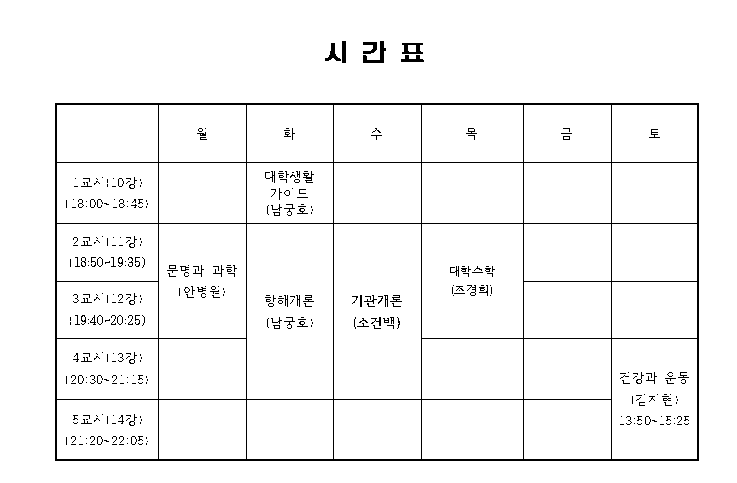 시 간 표
월 화 수 목 금 토
1교시(10강)
(18:00~18:45)
대학생활
가이드
(남궁호)
2교시(11강)
(18:50~19:35)
3교시(12강)
(19:40~20:25)
문명과 과학
(안병원)
항해개론
(남궁호)
기관개론
(소건백)
대학수학
(조경희)
4교시(13강)
(20:30~21:15)
5교시(14강)
(21:20~22:05)
건강과 운동
(김지현)
13:50~15:25